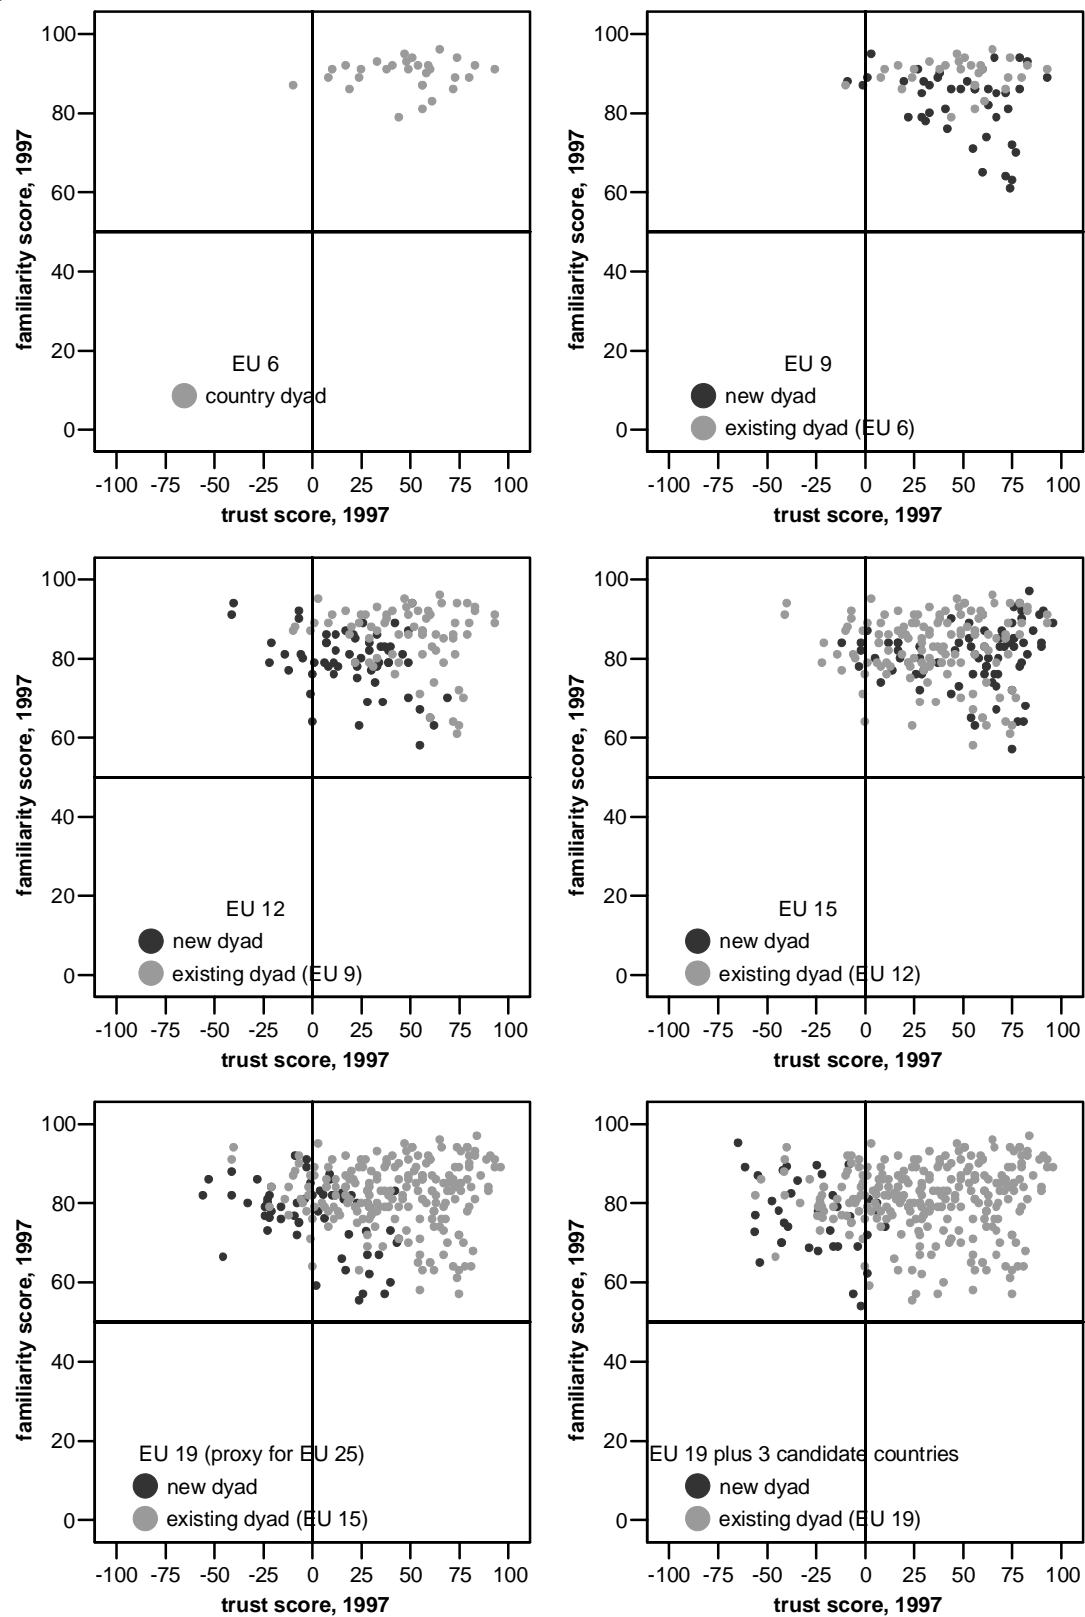 100
80
60
40
20
0
familiarity score, 1997
EU 6
country dyad
-100 -75 -50 -25 0 25 50 75 100
trust score, 1997
100
80
60
40
20
0
familiarity score, 1997
EU 9
new dyad
existing dyad (EU 6)
-100 -75 -50 -25 0 25 50 75 100
trust score, 1997
100
80
60
40
20
0
familiarity score, 1997
EU 12
new dyad
existing dyad (EU 9)
-100 -75 -50 -25 0 25 50 75 100
trust score, 1997
100
80
60
40
20
0
familiarity score, 1997
EU 15
new dyad
existing dyad (EU 12)
-100 -75 -50 -25 0 25 50 75 100
trust score, 1997
100
80
60
40
20
0
familiarity score, 1997
EU 19 (proxy for EU 25)
new dyad
existing dyad (EU 15)
-100 -75 -50 -25 0 25 50 75 100
trust score, 1997
100
80
60
40
20
0
familiarity score, 1997
EU 19 plus 3 candidate countries
new dyad
existing dyad (EU 19)
-100 -75 -50 -25 0 25 50 75 100
trust score, 1997